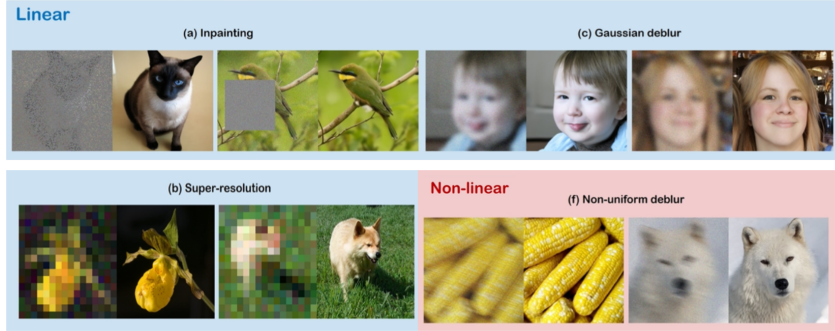 Linear
(a) Inpainting
(c) Gaussian deblur
(b) Super-resolution
Non-linear
(f) Non-uniform deblur